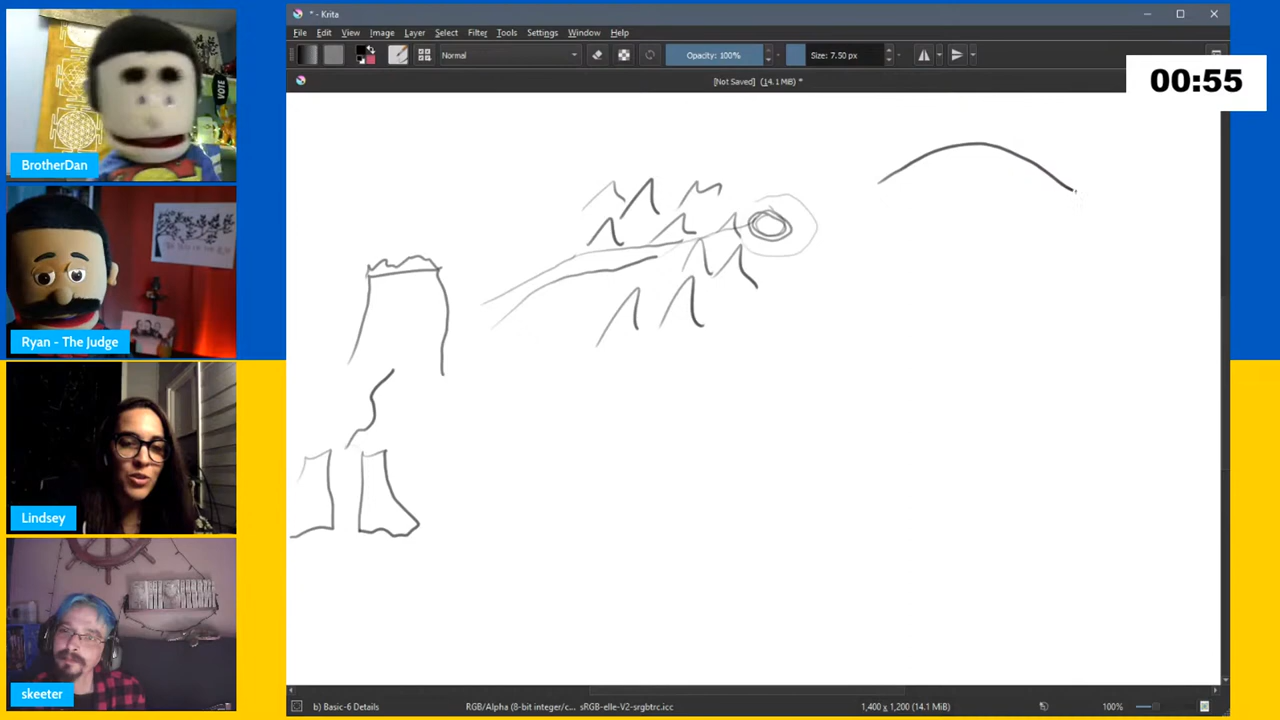 * - Krita
File Edit View Image Layer Select Filter Tools Settings Window Help
Normal Opacity: 100% Size: 7.50 px
[Not Saved] (14.1 MiB) *
00:55
VOTE
BrotherDan
Ryan - The Judge
Lindsey
skeeter
b) Basic-6 Details RGB/Alpha (8-bit integer/c... sRGB-elle-V2-srgbtrc.icc 1,400 x 1,200 (14.1 MiB) 100%